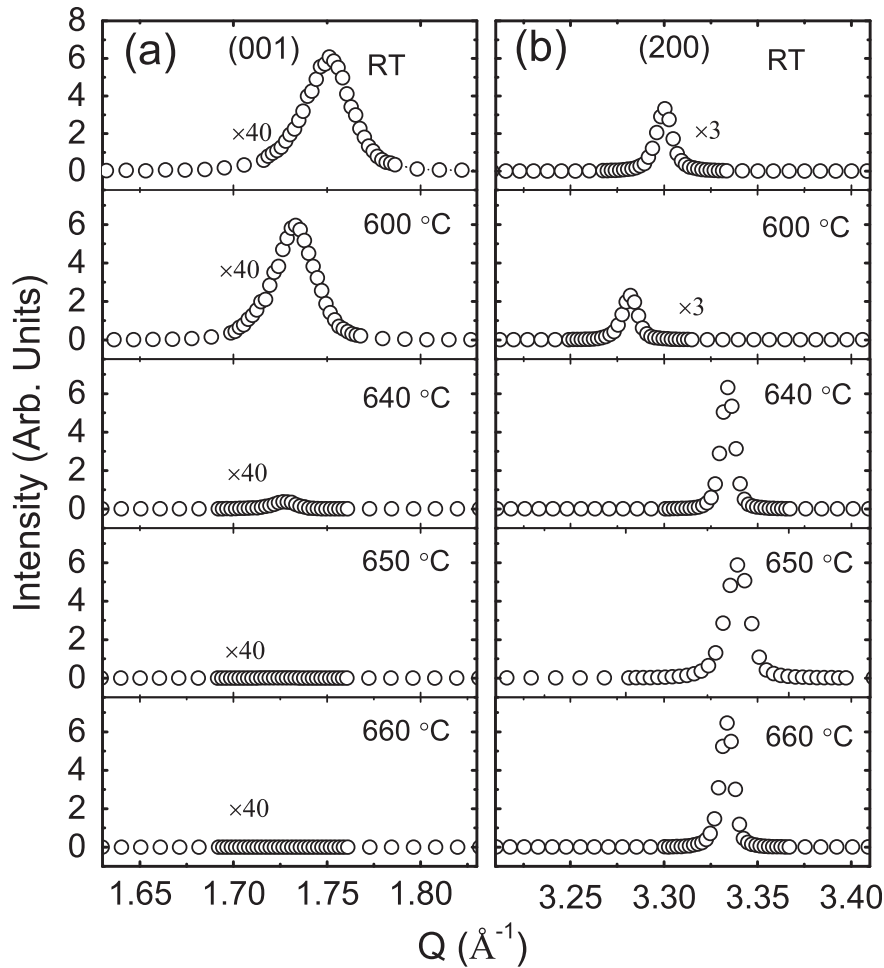 (a) (001) RT
8
6
4
2
0
×40
600 °C
6
4
2
0
×40
640 °C
6
4
2
0
×40
650 °C
6
4
2
0
×40
660 °C
6
4
2
0
×40
1.65 1.70 1.75 1.80
(b) (200) RT
×3
600 °C
×3
640 °C
650 °C
660 °C
3.25 3.30 3.35 3.40
Intensity (Arb. Units)
Q (Å⁻¹)